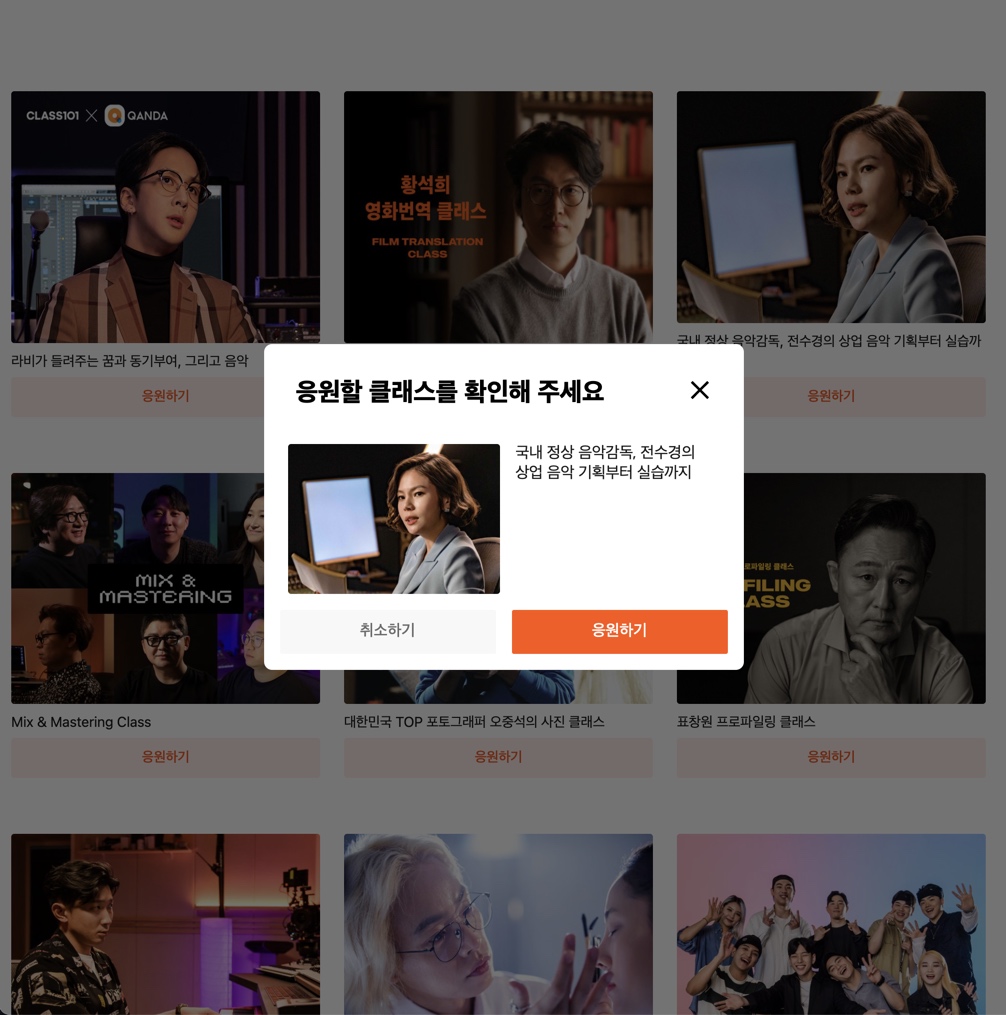 CLASS101 X QANDA
황석희
영화번역 클래스
FILM TRANSLATION
CLASS
라비가 들려주는 꿈과 동기부여, 그리고 음악
국내 정상 음악감독, 전수경의 상업 음악 기획부터 실습까
응원하기
응원하기
응원할 클래스를 확인해 주세요
국내 정상 음악감독, 전수경의
상업 음악 기획부터 실습까지
취소하기
응원하기
MIX &
MASTERING
로파일링 클래스
FILING
ASS
Mix & Mastering Class
대한민국 TOP 포토그래퍼 오중석의 사진 클래스
표창원 프로파일링 클래스
응원하기
응원하기
응원하기